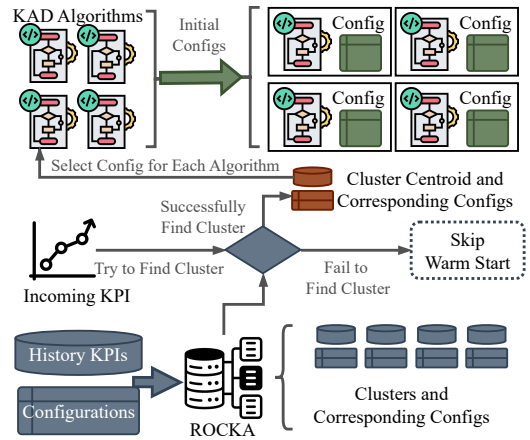 KAD Algorithms
Initial
Configs
Config
Config
Config
Config
Select Config for Each Algorithm
Cluster Centroid and
Corresponding Configs
Successfully
Find Cluster
Try to Find Cluster
Fail to
Find Cluster
Skip
Warm Start
Incoming KPI
History KPIs
Configurations
ROCKA
Clusters and
Corresponding Configs